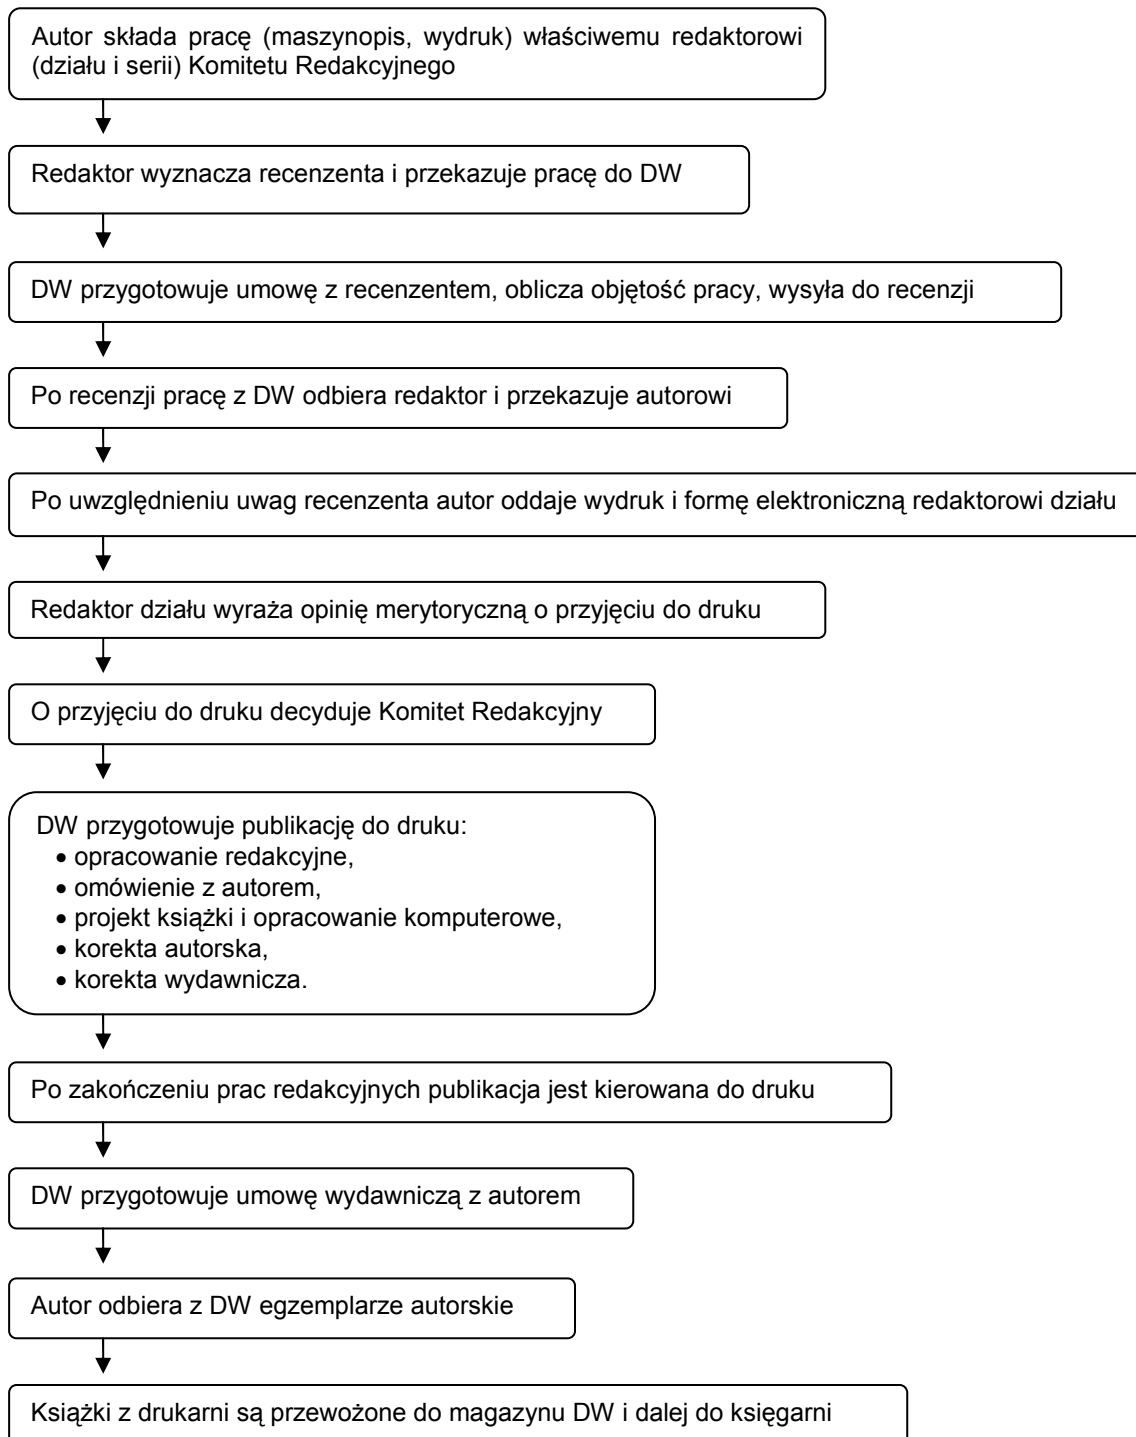 Autor składa pracę (maszynopis, wydruk) właściwemu redaktorowi
(działu i serii) Komitetu Redakcyjnego
Redaktor wyznacza recenzenta i przekazuje pracę do DW
DW przygotowuje umowę z recenzentem, oblicza objętość pracy, wysyła do recenzji
Po recenzji pracę z DW odbiera redaktor i przekazuje autorowi
Po uwzględnieniu uwag recenzenta autor oddaje wydruk i formę elektroniczną redaktorowi działu
Redaktor działu wyraża opinię merytoryczną o przyjęciu do druku
O przyjęciu do druku decyduje Komitet Redakcyjny
DW przygotowuje publikację do druku:
• opracowanie redakcyjne,
• omówienie z autorem,
• projekt książki i opracowanie komputerowe,
• korekta autorska,
• korekta wydawnicza.
Po zakończeniu prac redakcyjnych publikacja jest kierowana do druku
DW przygotowuje umowę wydawniczą z autorem
Autor odbiera z DW egzemplarze autorskie
Książki z drukarni są przewożone do magazynu DW i dalej do księgarni